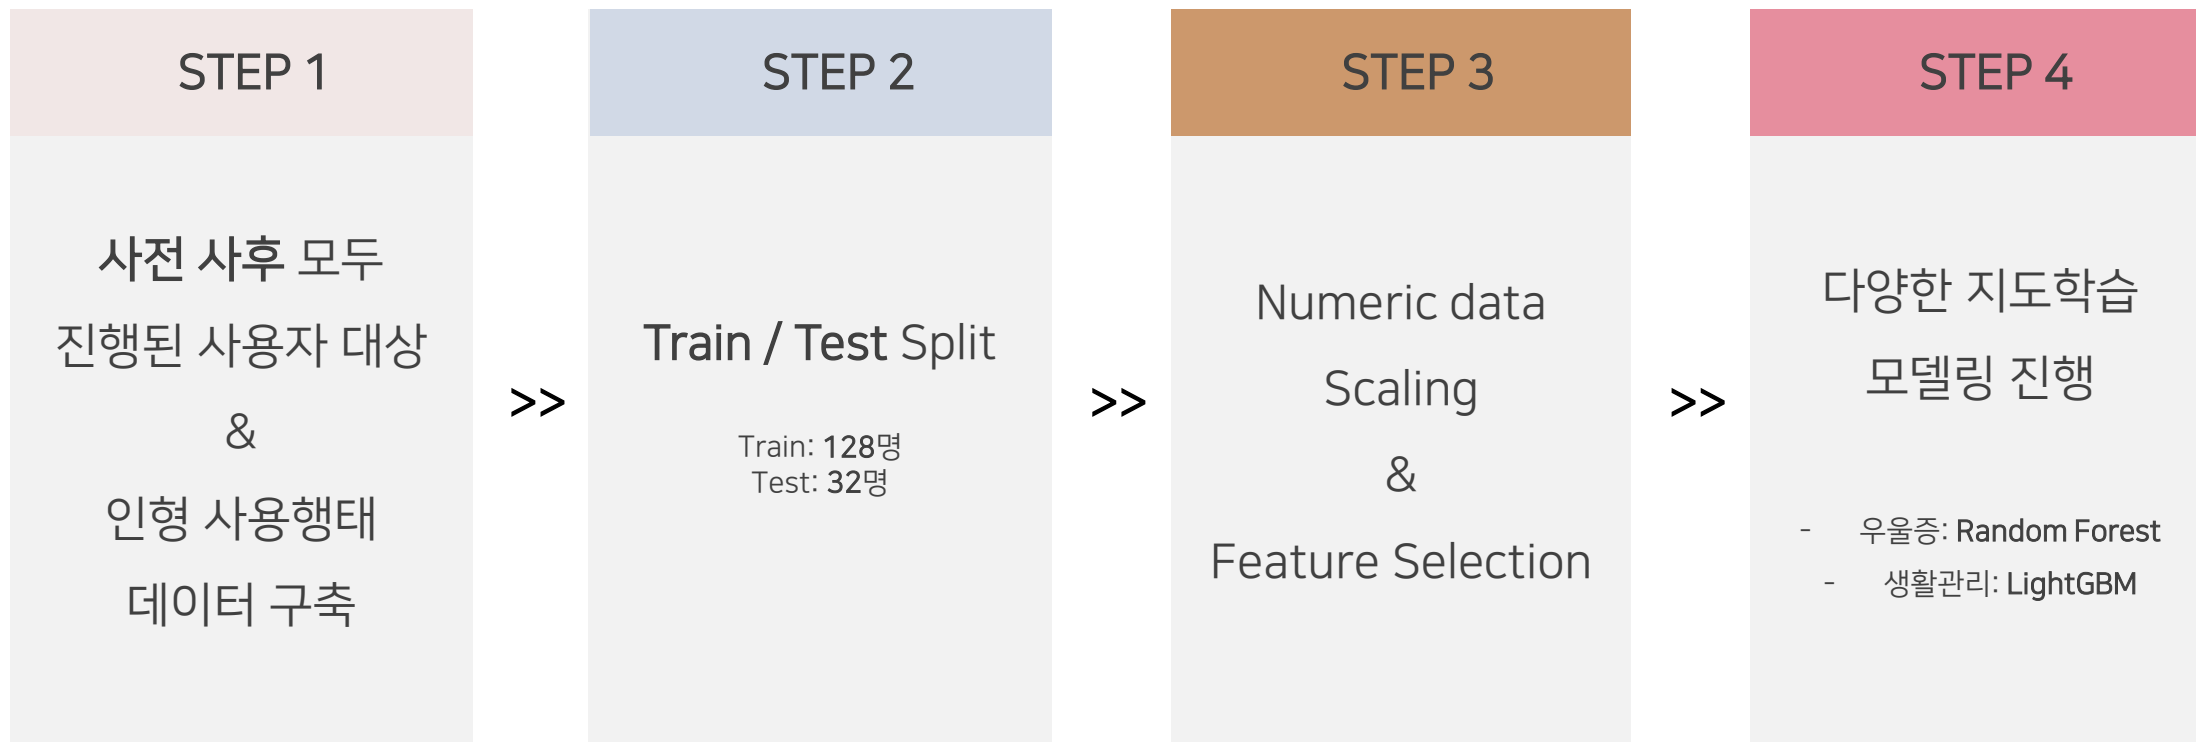 STEP 1
사전 사후 모두
진행된 사용자 대상
&
인형 사용행태
데이터 구축
>>
STEP 2
Train / Test Split
Train: 128명
Test: 32명
>>
STEP 3
Numeric data
Scaling
&
Feature Selection
>>
STEP 4
다양한 지도학습
모델링 진행
- 우울증: Random Forest
- 생활관리: LightGBM